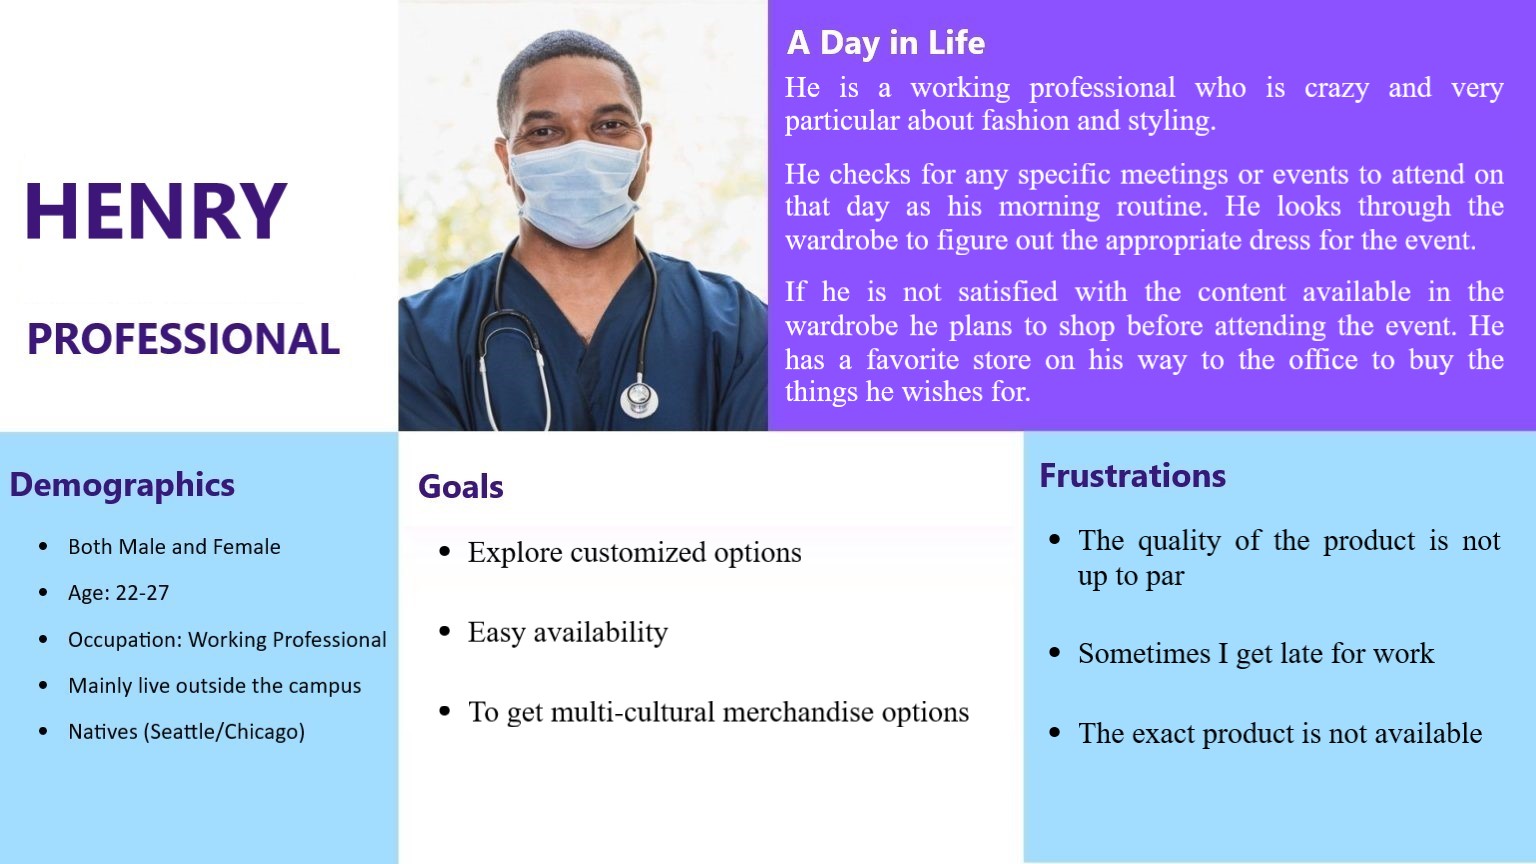 HENRY
PROFESSIONAL
A Day in Life
He is a working professional who is crazy and very
particular about fashion and styling.
He checks for any specific meetings or events to attend on
that day as his morning routine. He looks through the
wardrobe to figure out the appropriate dress for the event.
If he is not satisfied with the content available in the
wardrobe he plans to shop before attending the event. He
has a favorite store on his way to the office to buy the
things he wishes for.
Demographics
• Both Male and Female
• Age: 22-27
• Occupation: Working Professional
• Mainly live outside the campus
• Natives (Seattle/Chicago)
Goals
• Explore customized options
• Easy availability
• To get multi-cultural merchandise options
Frustrations
• The quality of the product is not
up to par
• Sometimes I get late for work
• The exact product is not available